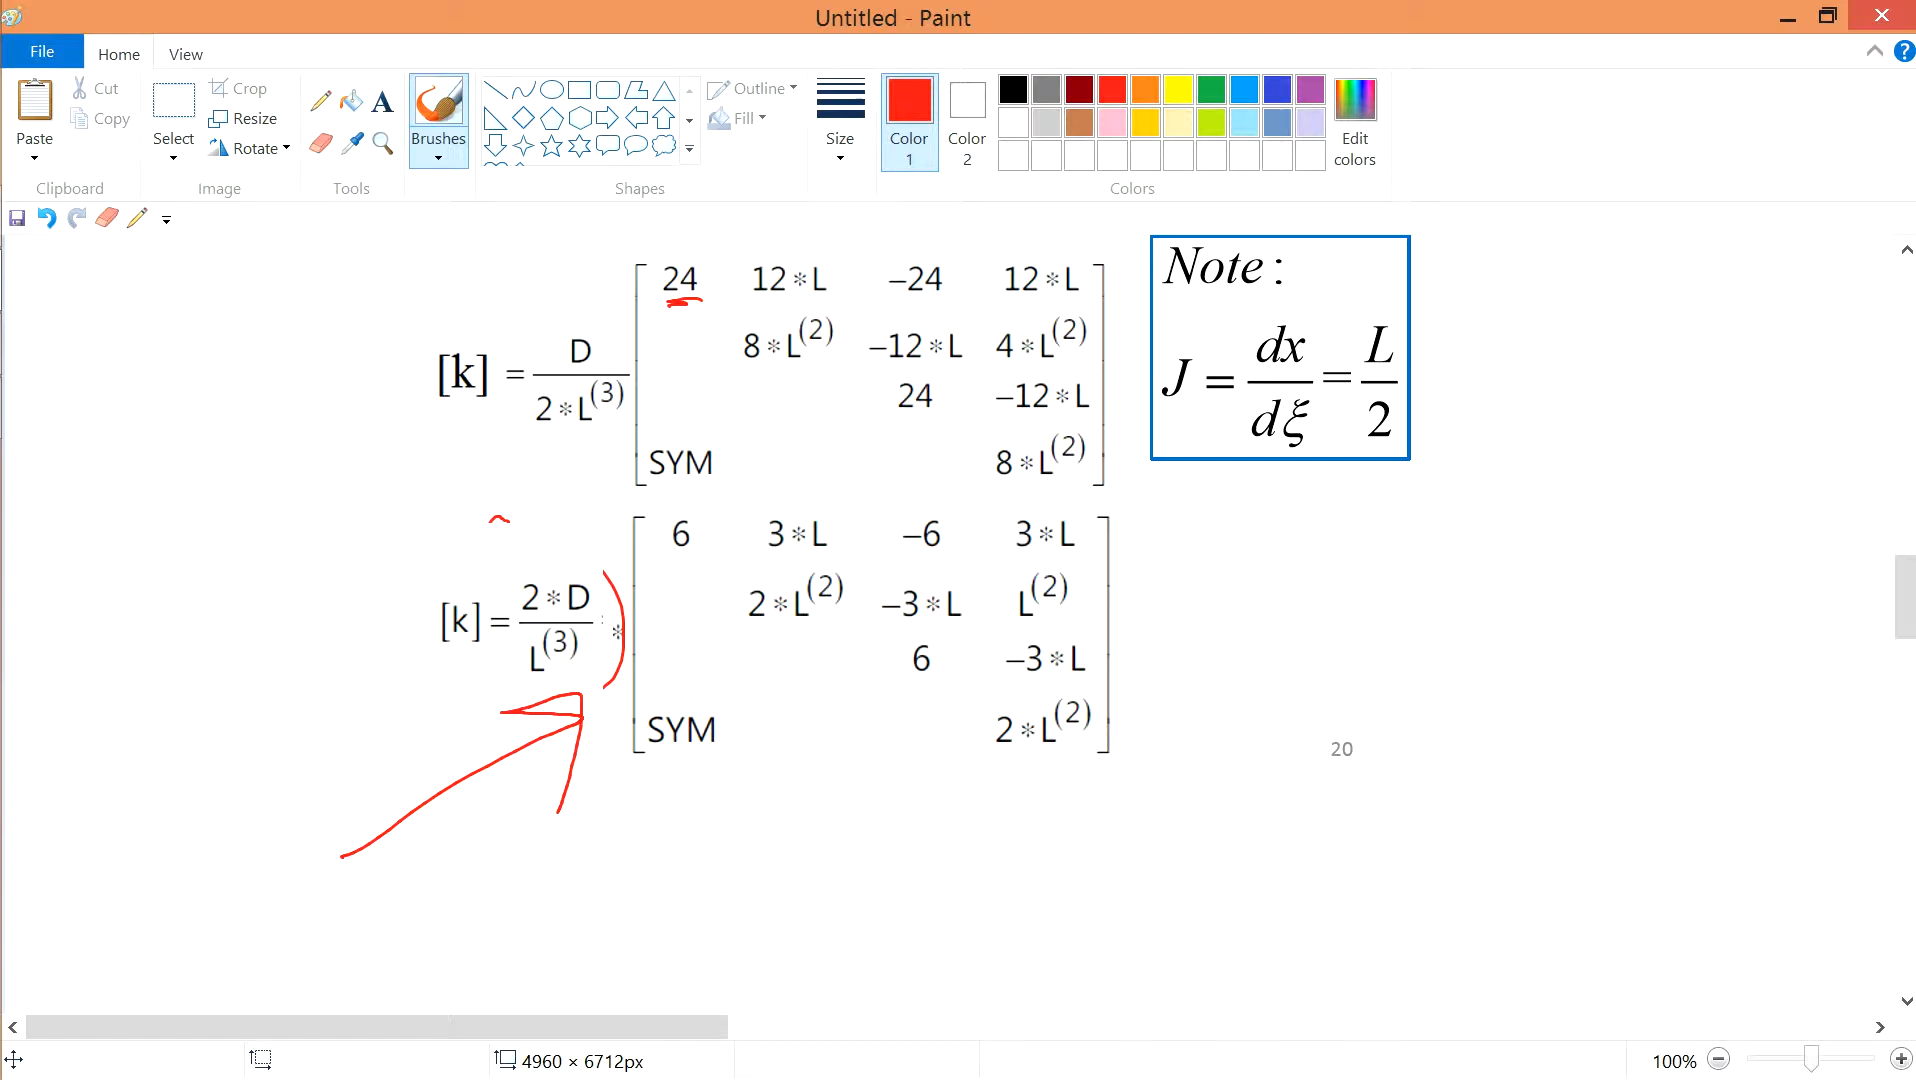 Untitled - Paint
File Home View
Paste
Cut
Copy
Clipboard
Select
Crop
Resize
Rotate
Image
Tools
Brushes
Outline
Fill
Shapes
Size
Color 1
Color 2
Edit colors
Colors
[k] = D / 2*L^(3) [ 24 12*L −24 12*L
8*L^(2) −12*L 4*L^(2)
24 −12*L
SYM 8*L^(2) ]
Note :
J = dx/dξ = L/2
[k] = 2*D / L^(3) * [ 6 3*L −6 3*L
2*L^(2) −3*L L^(2)
6 −3*L
SYM 2*L^(2) ]
20
4960 × 6712px
100%